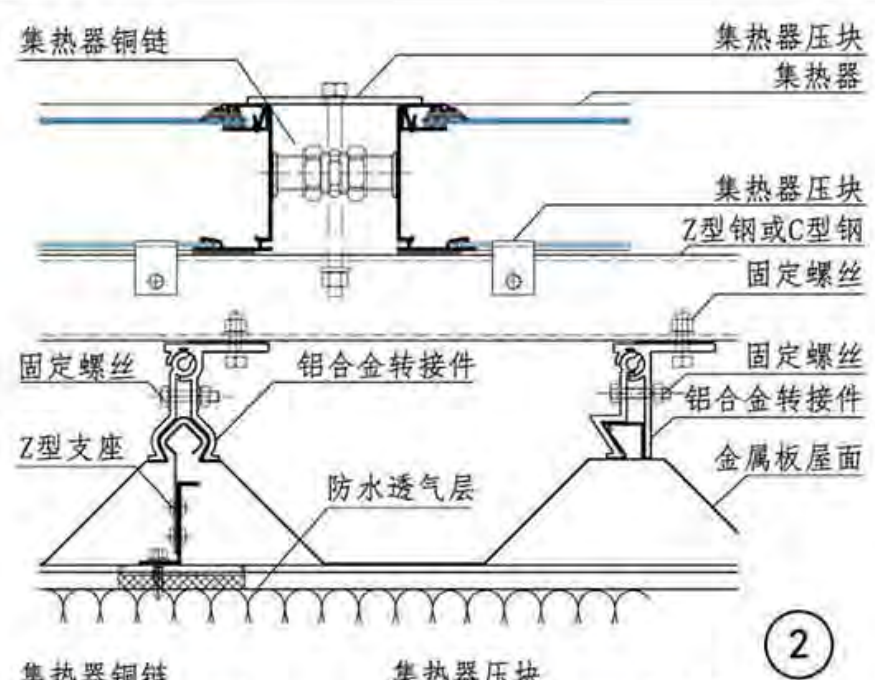 集热器铜链
集热器压块
集热器
集热器压块
Z型钢或C型钢
固定螺丝
固定螺丝
铝合金转接件
固定螺丝
铝合金转接件
Z型支座
金属板屋面
防水透气层
2
集热器铜链
集热器压块